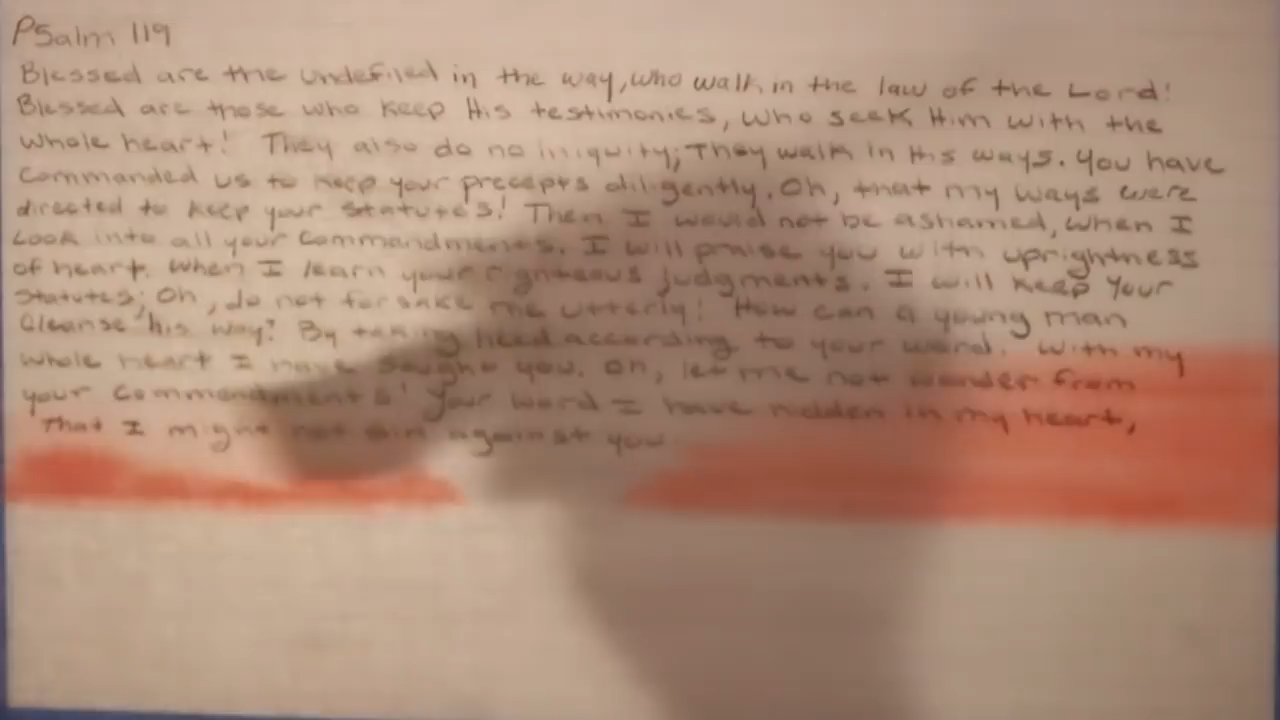 Psalm 119
Blessed are the undefiled in the way, who walk in the law of the Lord!
Blessed are those who keep His testimonies, who seek Him with the
whole heart! They also do no iniquity; They walk in His ways. You have
Commanded us to keep your precepts diligently. Oh, that my ways were
directed to keep your statutes! Then I would not be ashamed, when I
Look into all your Commandments. I will praise you with uprightness
of heart. When I learn your righteous judgments. I will keep Your
Statutes; Oh, do not forsake me utterly! How can a young man
Cleanse his way? By taking heed according to your word. With my
whole heart I have sought you. Oh, let me not wander from
your Commandments! Your word I have hidden in my heart,
That I might not sin against you.